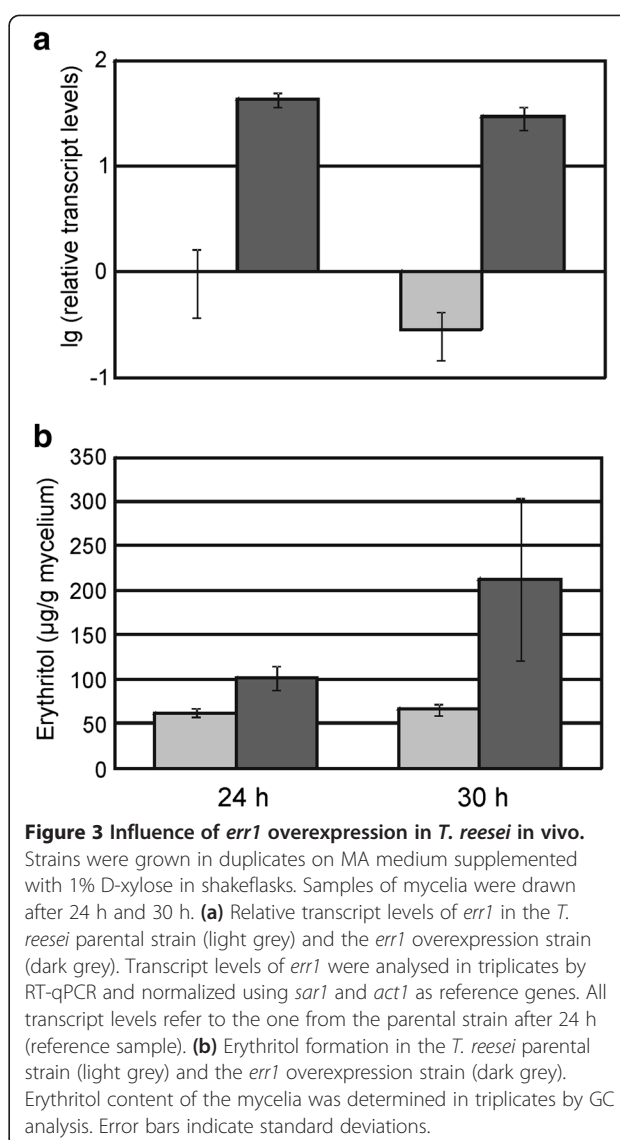 a
2
1
0
-1
lg (relative transcript levels)
b
350
300
250
200
150
100
50
0
Erythritol (µg/g mycelium)
24 h 30 h
Figure 3 Influence of err1 overexpression in T. reesei in vivo.
Strains were grown in duplicates on MA medium supplemented
with 1% D-xylose in shakeflasks. Samples of mycelia were drawn
after 24 h and 30 h. (a) Relative transcript levels of err1 in the T.
reesei parental strain (light grey) and the err1 overexpression strain
(dark grey). Transcript levels of err1 were analysed in triplicates by
RT-qPCR and normalized using sar1 and act1 as reference genes. All
transcript levels refer to the one from the parental strain after 24 h
(reference sample). (b) Erythritol formation in the T. reesei parental
strain (light grey) and the err1 overexpression strain (dark grey).
Erythritol content of the mycelia was determined in triplicates by GC
analysis. Error bars indicate standard deviations.